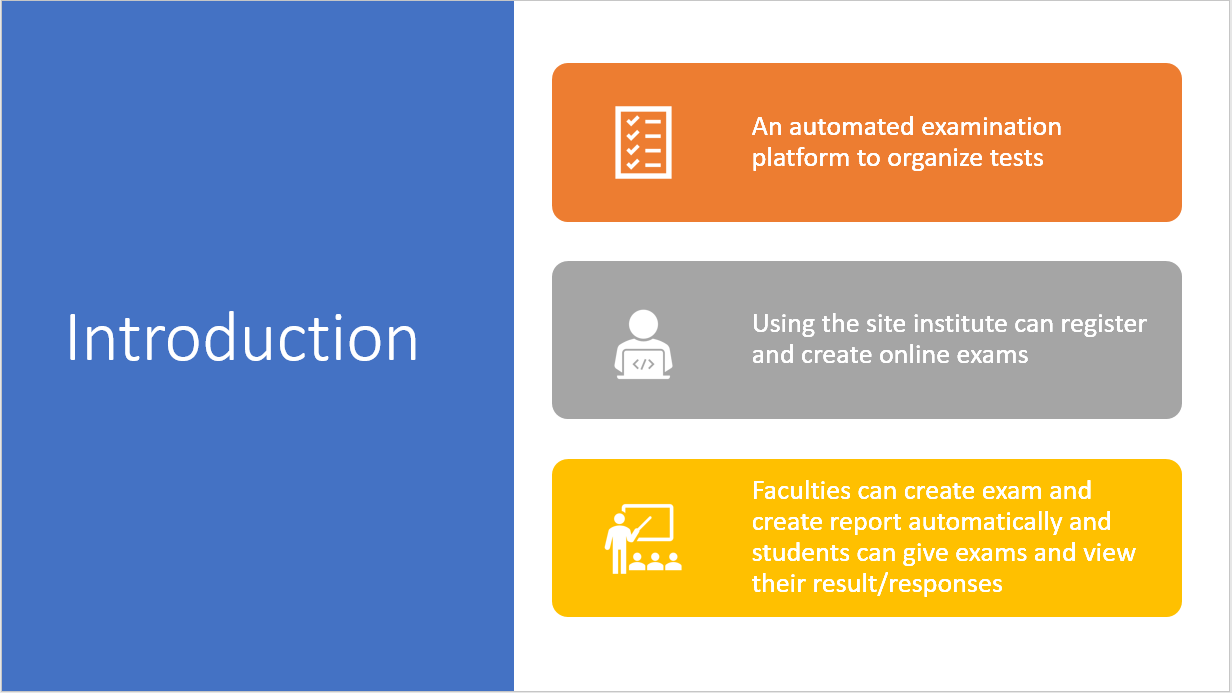 Introduction
An automated examination
platform to organize tests
</>
Using the site institute can register
and create online exams
Faculties can create exam and
create report automatically and
students can give exams and view
their result/responses